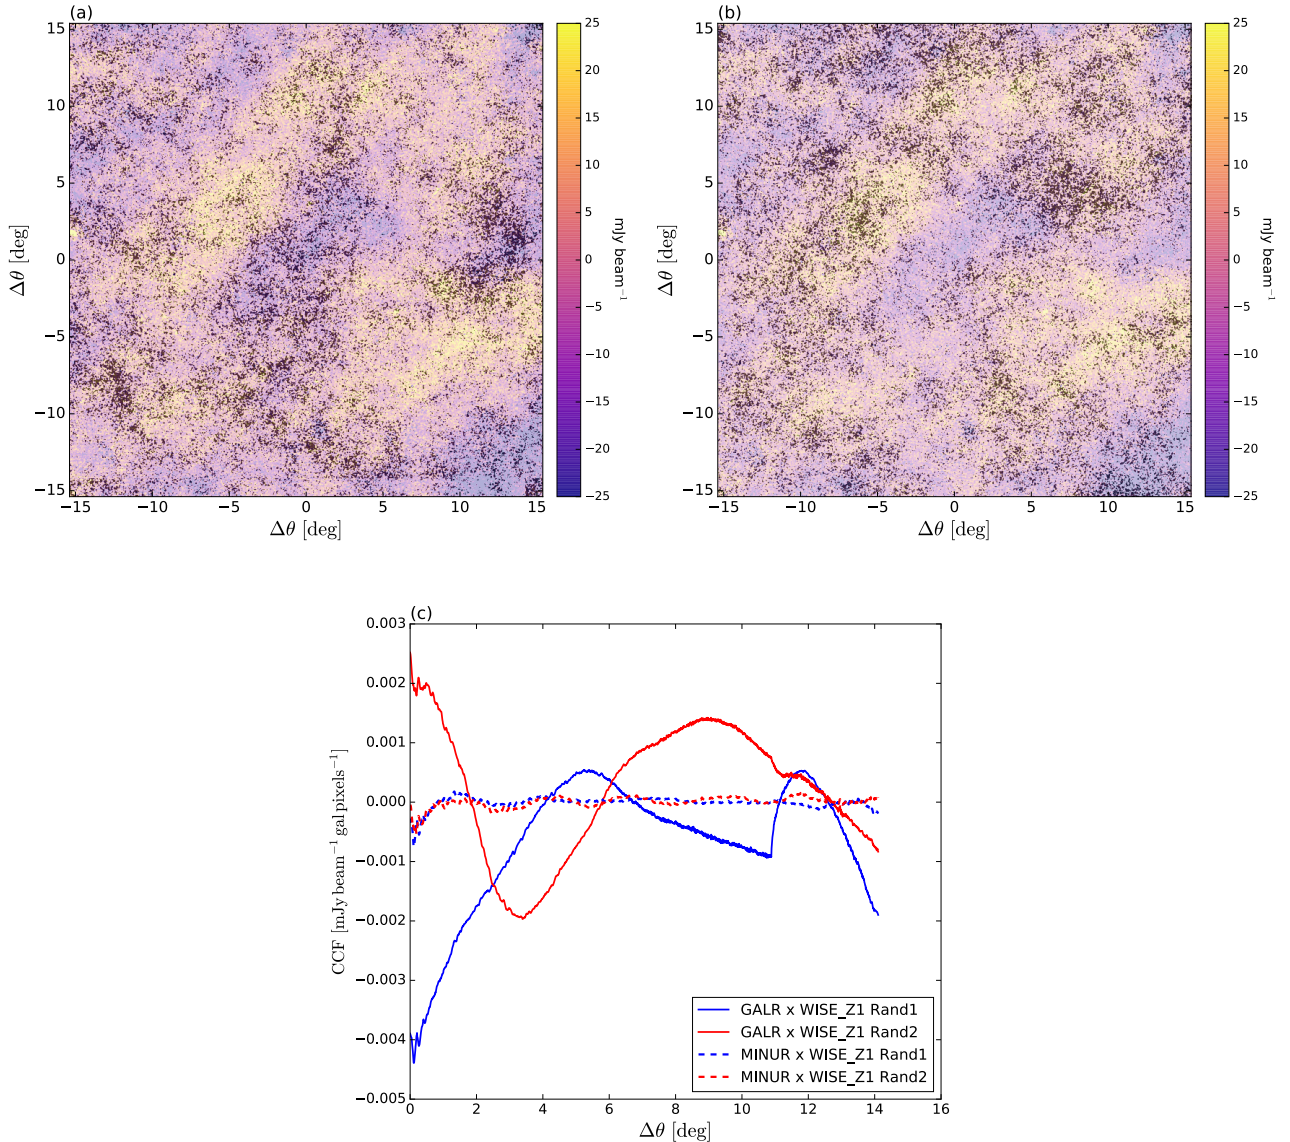 (a)
15
10
5
0
−5
−10
−15
Δθ [deg]
−15 −10 −5 0 5 10 15
Δθ [deg]
25
20
15
10
5
0
−5
−10
−15
−20
−25
mJy beam⁻¹
(b)
15
10
5
0
−5
−10
−15
Δθ [deg]
−15 −10 −5 0 5 10 15
Δθ [deg]
25
20
15
10
5
0
−5
−10
−15
−20
−25
mJy beam⁻¹
(c)
0.003
0.002
0.001
0.000
−0.001
−0.002
−0.003
−0.004
−0.005
CCF [mJy beam⁻¹ gal pixels⁻¹]
0 2 4 6 8 10 12 14 16
Δθ [deg]
GALR x WISE_Z1 Rand1
GALR x WISE_Z1 Rand2
MINUR x WISE_Z1 Rand1
MINUR x WISE_Z1 Rand2